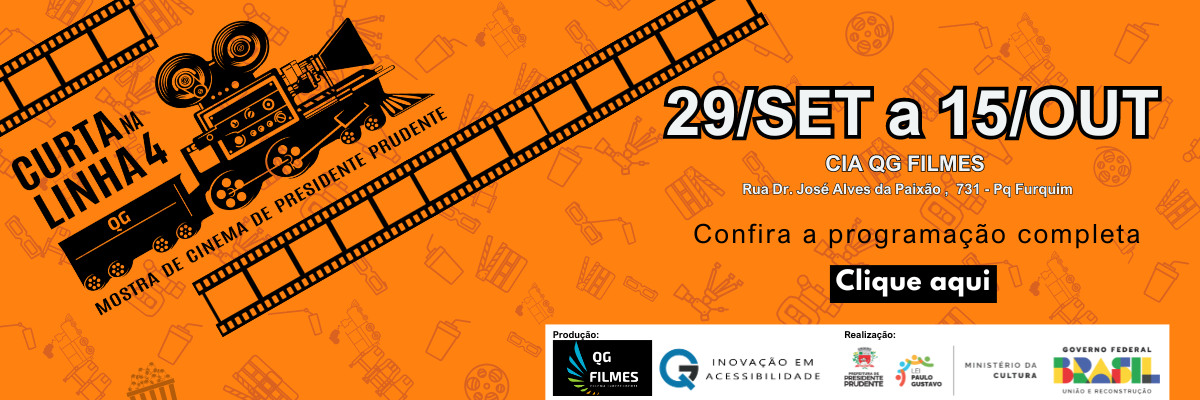 CURTA NA
LINHA 4
QG
MOSTRA DE CINEMA DE PRESIDENTE PRUDENTE
29/SET a 15/OUT
CIA QG FILMES
Rua Dr. José Alves da Paixão , 731 - Pq Furquim
Confira a programação completa
Clique aqui
Produção:
QG
FILMES
INOVAÇÃO EM
ACESSIBILIDADE
Realização:
PREFEITURA DE
PRESIDENTE
PRUDENTE
LEI
PAULO
GUSTAVO
MINISTÉRIO DA
CULTURA
GOVERNO FEDERAL
BRASIL
UNIÃO E RECONSTRUÇÃO